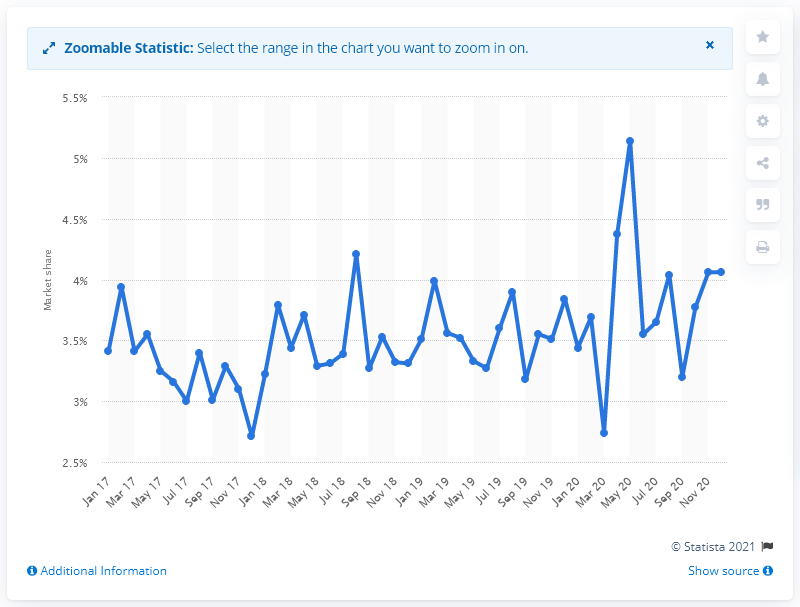 Zoomable Statistic: Select the range in the chart you want to zoom in on.
5.5%
5%
4.5%
4%
3.5%
3%
2.5%
Market share
Jan 17
Mar 17
May 17
Jul 17
Sep 17
Nov 17
Jan 18
Mar 18
May 18
Jul 18
Sep 18
Nov 18
Jan 19
Mar 19
May 19
Jul 19
Sep 19
Nov 19
Jan 20
Mar 20
May 20
Jul 20
Sep 20
Nov 20
© Statista 2021
Additional Information
Show source